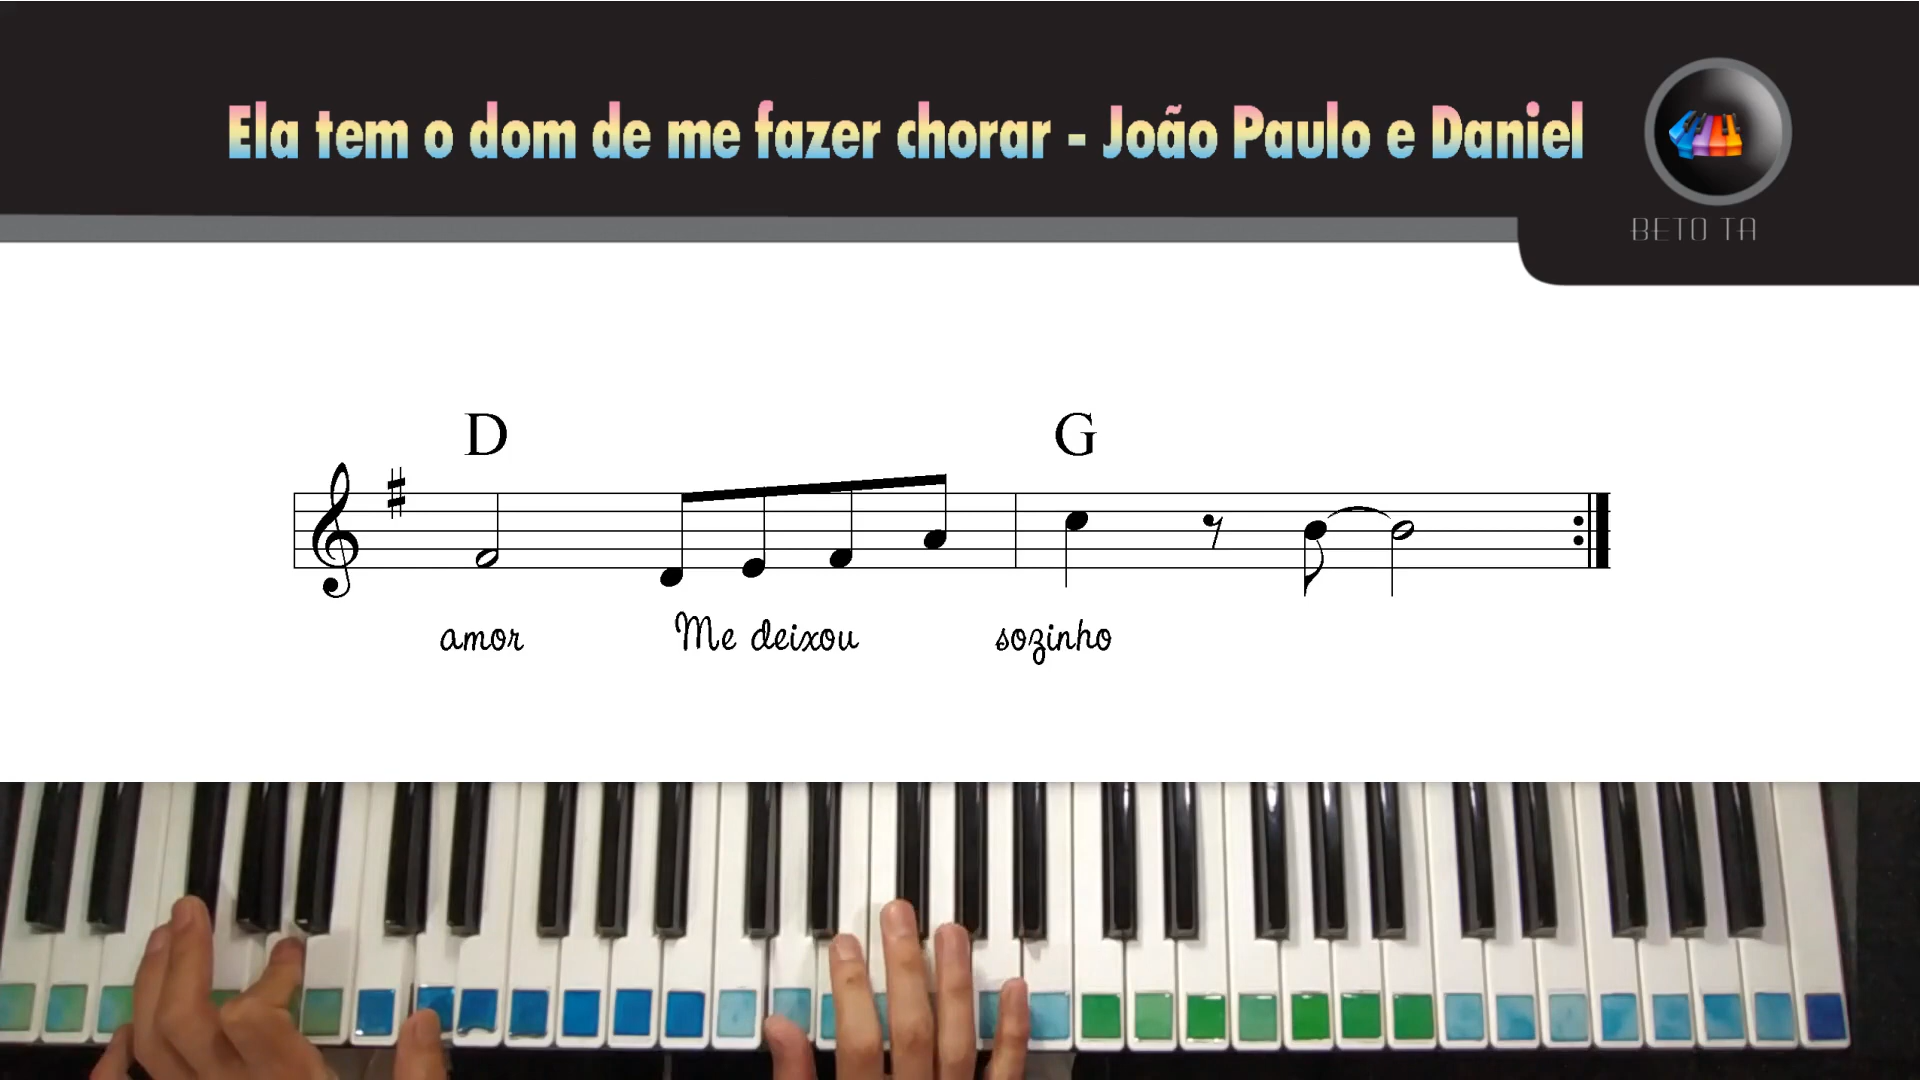 Ela tem o dom de me fazer chorar - João Paulo e Daniel
BETO TA
D G
amor Me deixou sozinho